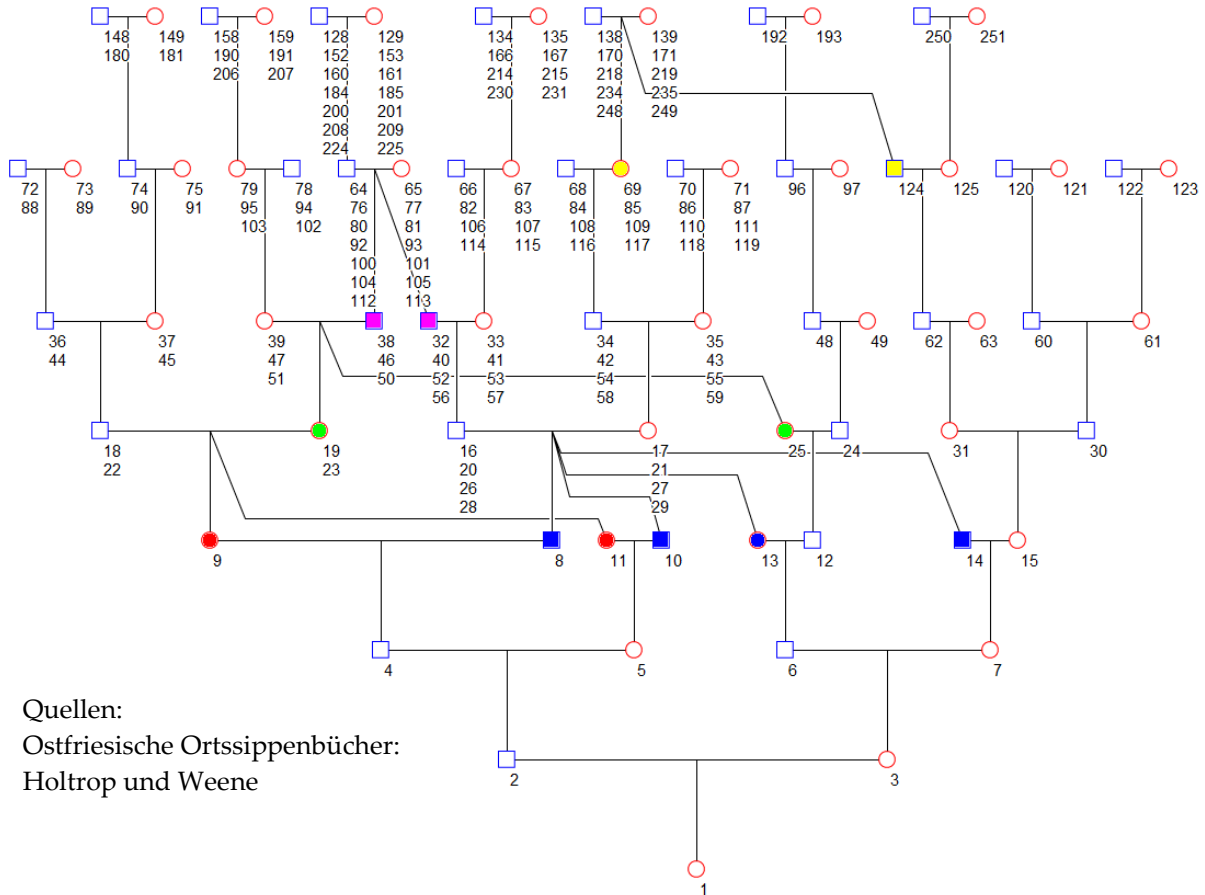 148 149 158 159 128 129 134 135 138 139 192 193 250 251
180 181 190 191 152 153 166 167 170 171
206 207 160 161 214 215 218 219
184 185 230 231 234 235
200 201 248 249
208 209
224 225
72 73 74 75 79 78 64 65 66 67 68 69 70 71 96 97 124 125 120 121 122 123
88 89 90 91 95 94 76 77 82 83 84 85 86 87
103 102 80 81 106 107 108 109 110 111
92 93 114 115 116 117 118 119
100 101
104 105
112 113
36 37 39 38 32 33 34 35 48 49 62 63 60 61
44 45 47 46 40 41 42 43
51 50 52 53 54 55
56 57 58 59
18 19 16 17 25 24 31 30
22 23 20 21
26 27
28 29
9 8 11 10 13 12 14 15
4 5 6 7
Quellen:
Ostfriesische Ortssippenbücher:
Holtrop und Weene
2 3
1